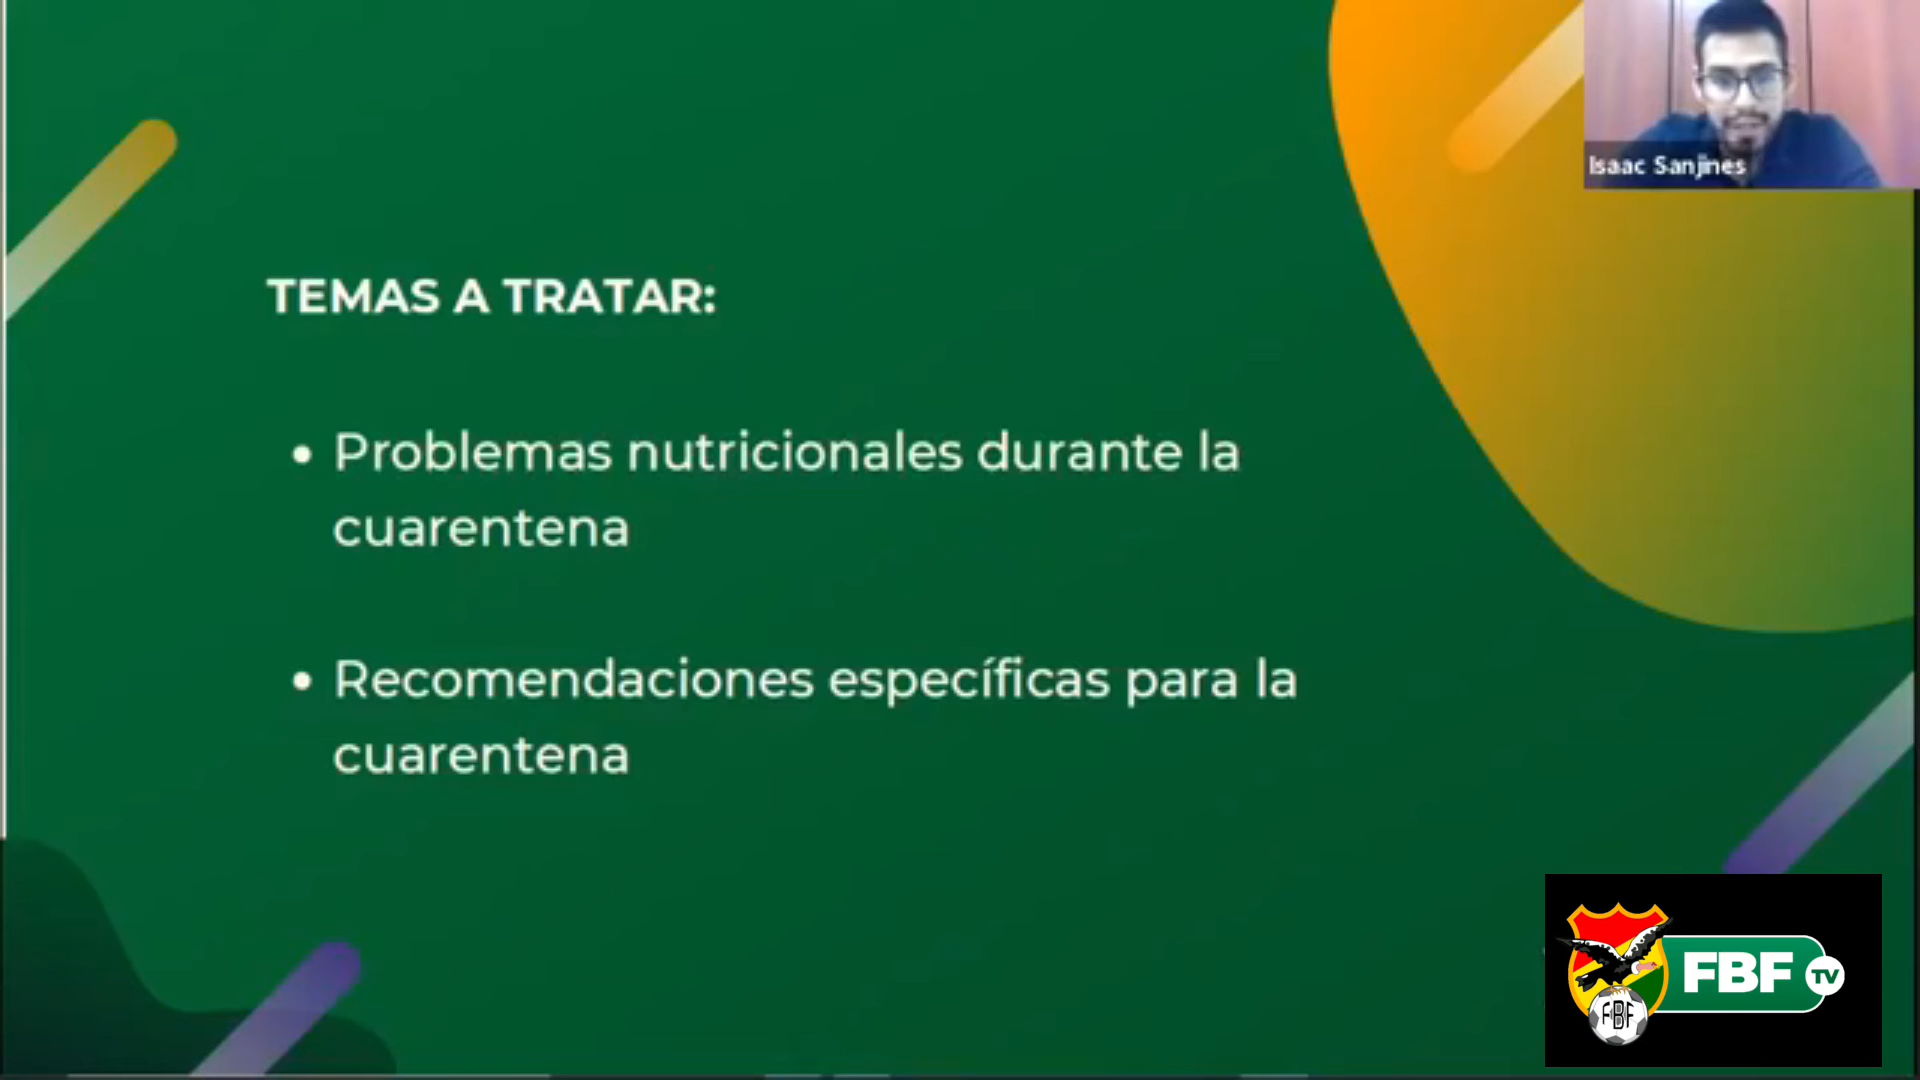 Isaac Sanjines
TEMAS A TRATAR:
• Problemas nutricionales durante la
cuarentena
• Recomendaciones específicas para la
cuarentena
FBF TV
FBF